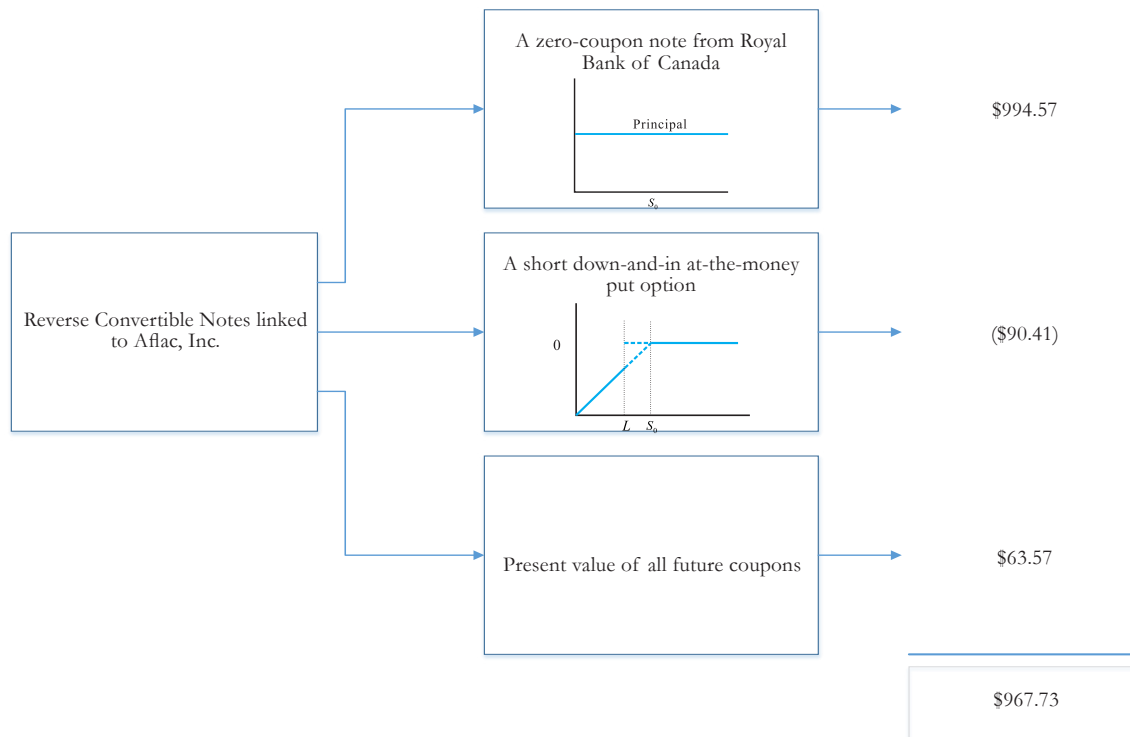 Reverse Convertible Notes linked
to Aflac, Inc.
A zero-coupon note from Royal
Bank of Canada
Principal
S₀
$994.57
A short down-and-in at-the-money
put option
0
L S₀
($90.41)
Present value of all future coupons
$63.57
$967.73